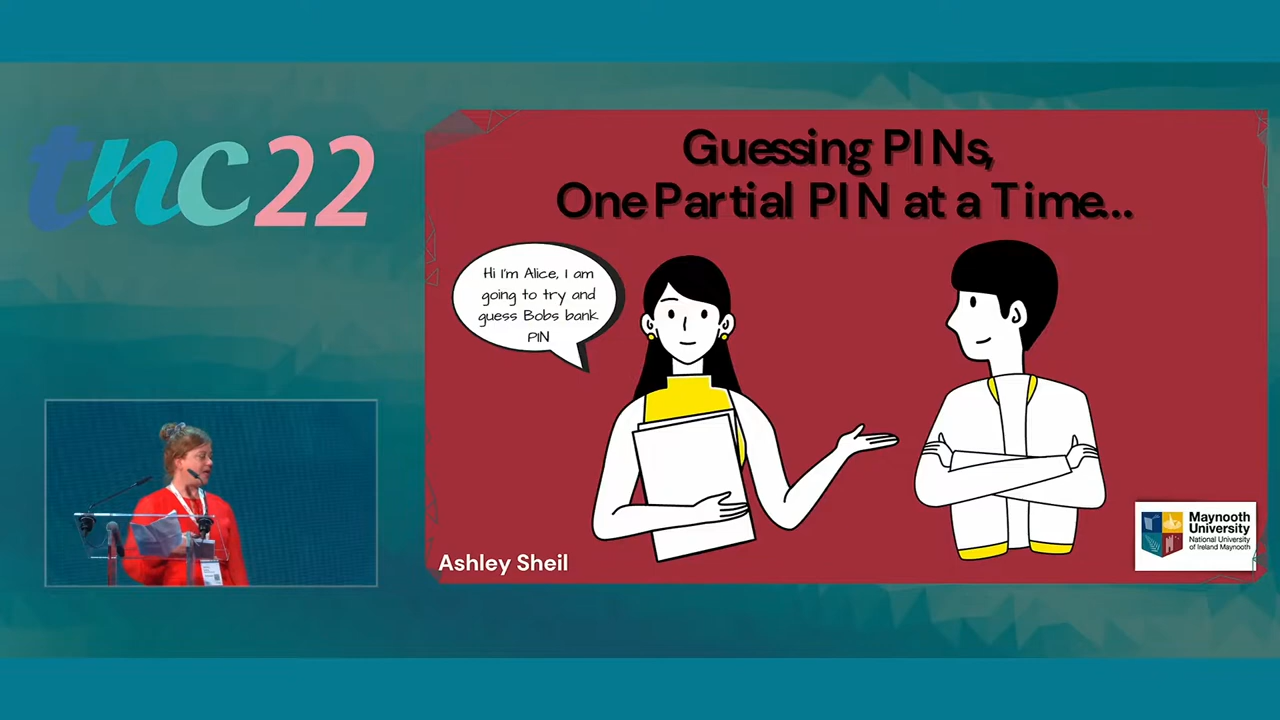 tnc22
Guessing PINs,
One Partial PIN at a Time...
Hi I'm Alice, I am
going to try and
guess Bobs bank
PIN
Ashley Sheil
Maynooth
University
National University
of Ireland Maynooth